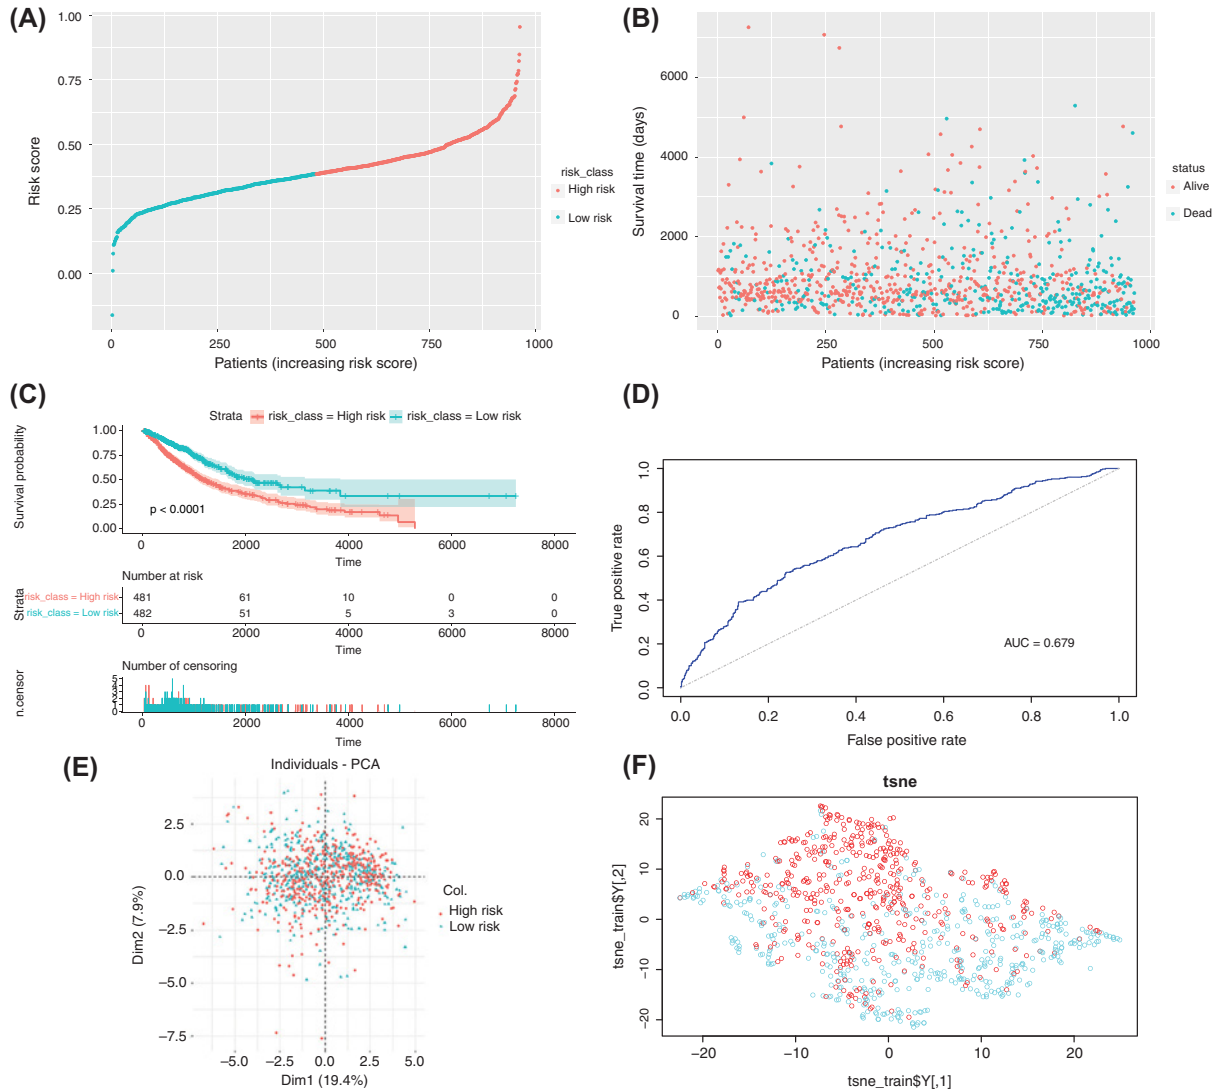 (A)
1.00
0.75
0.50
0.25
0.00
Risk score
0
250
500
750
1000
Patients (increasing risk score)
risk_class
High risk
Low risk
(B)
6000
4000
2000
0
Survival time (days)
0
250
500
750
1000
Patients (increasing risk score)
status
Alive
Dead
(C)
Strata risk_class = High risk risk_class = Low risk
Survival probability
1.00
0.75
0.50
0.25
0.00
p < 0.0001
0 2000 4000 6000 8000
Time
Number at risk
Strata
risk_class = High risk 481 61 10 0 0
risk_class = Low risk 482 51 5 3 0
0 2000 4000 6000 8000
Time
Number of censoring
n.censor
5
4
3
2
1
0
0 2000 4000 6000 8000
Time
(D)
True positive rate
1.0
0.8
0.6
0.4
0.2
0.0
AUC = 0.679
0.0 0.2 0.4 0.6 0.8 1.0
False positive rate
(E)
Individuals - PCA
Dim2 (7.9%)
2.5
0.0
−2.5
−5.0
−7.5
−5.0 −2.5 0.0 2.5 5.0
Dim1 (19.4%)
Col.
High risk
Low risk
(F)
tsne
tsne_train$Y[,2]
20
10
0
−10
−20
−20 −10 0 10 20
tsne_train$Y[,1]